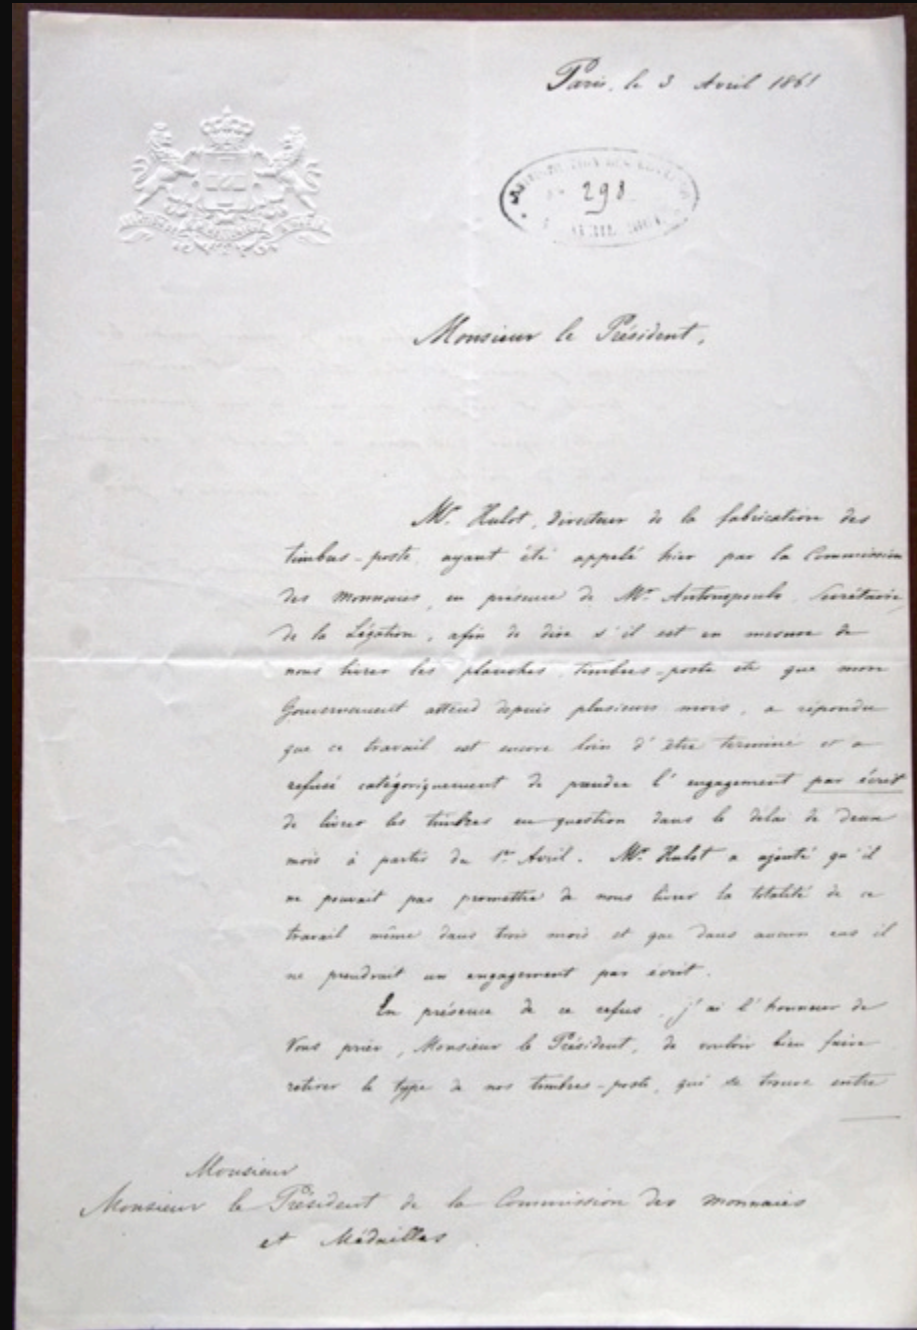 Paris, le 3 Avril 1861
298
AVRIL 1861
Monsieur le Président,
Mr. Hulot, directeur de la fabrication des
timbres-poste, ayant été appelé hier par la Commission
des Monnaies, en présence de Mr. Antonopoulo, Secrétaire
de la Légation, afin de dire s'il est en mesure de
nous livrer les planches, timbres-poste etc que mon
Gouvernement attend depuis plusieurs mois, a répondu
que ce travail est encore loin d'être terminé et a
refusé catégoriquement de prendre l'engagement par écrit
de livrer les timbres en question dans le délai de deux
mois à partir du 1er Avril. Mr. Hulot a ajouté qu'il
ne pouvait pas promettre de nous livrer la totalité de ce
travail même dans trois mois et que dans aucun cas il
ne prendrait un engagement par écrit.
En présence de ce refus, j'ai l'honneur de
Vous prier, Monsieur le Président, de vouloir bien faire
retirer le type de nos timbres-poste, qui se trouve entre
Monsieur
Monsieur le Président de la Commission des monnaies
et Médailles.